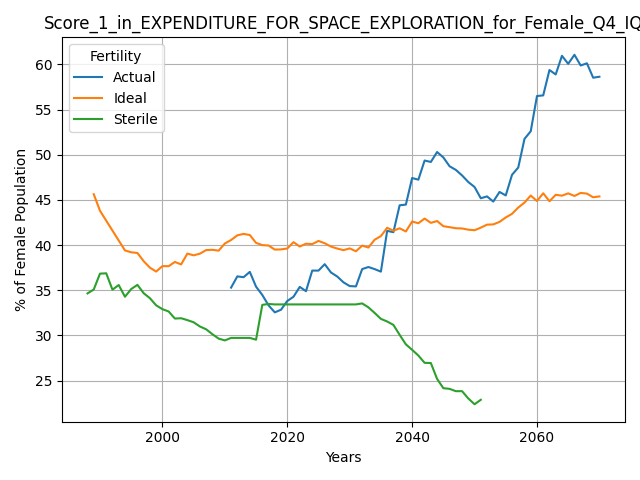 Score_1_in_EXPENDITURE_FOR_SPACE_EXPLORATION_for_Female_Q4_IQ
Fertility
Actual
Ideal
Sterile
% of Female Population
60
55
50
45
40
35
30
25
2000 2020 2040 2060
Years